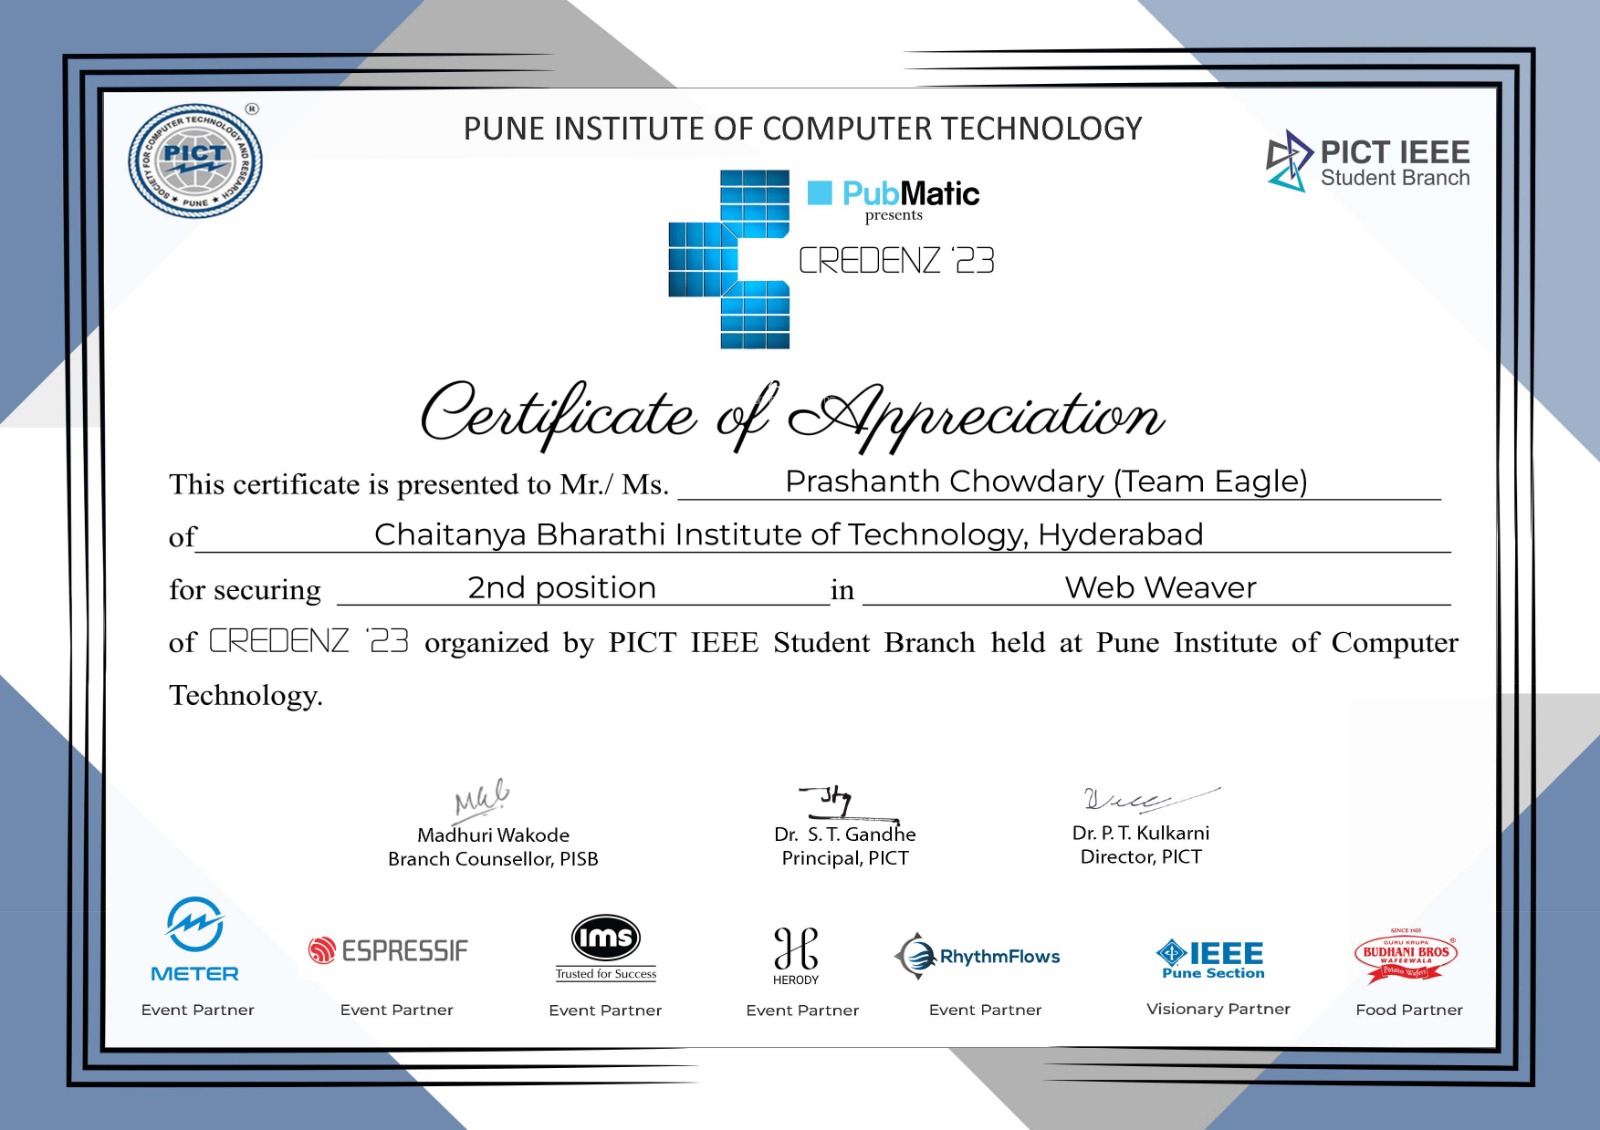 PUNE INSTITUTE OF COMPUTER TECHNOLOGY
SOCIETY FOR COMPUTER TECHNOLOGY AND RESEARCH
PICT
★ PUNE ★
®
PICT IEEE
Student Branch
PubMatic
presents
CREDENZ '23
Certificate of Appreciation
This certificate is presented to Mr./ Ms. Prashanth Chowdary (Team Eagle)
of Chaitanya Bharathi Institute of Technology, Hyderabad
for securing 2nd position in Web Weaver
of CREDENZ '23 organized by PICT IEEE Student Branch held at Pune Institute of Computer
Technology.
Madhuri Wakode
Branch Counsellor, PISB
Dr. S. T. Gandhe
Principal, PICT
Dr. P. T. Kulkarni
Director, PICT
METER
Event Partner
ESPRESSIF
Event Partner
ims
Trusted for Success
Event Partner
HERODY
Event Partner
RhythmFlows
Event Partner
IEEE
Pune Section
Visionary Partner
GURU KRUPA
BUDHANI BROS
WAFERWALA
Potato Wafers
Food Partner